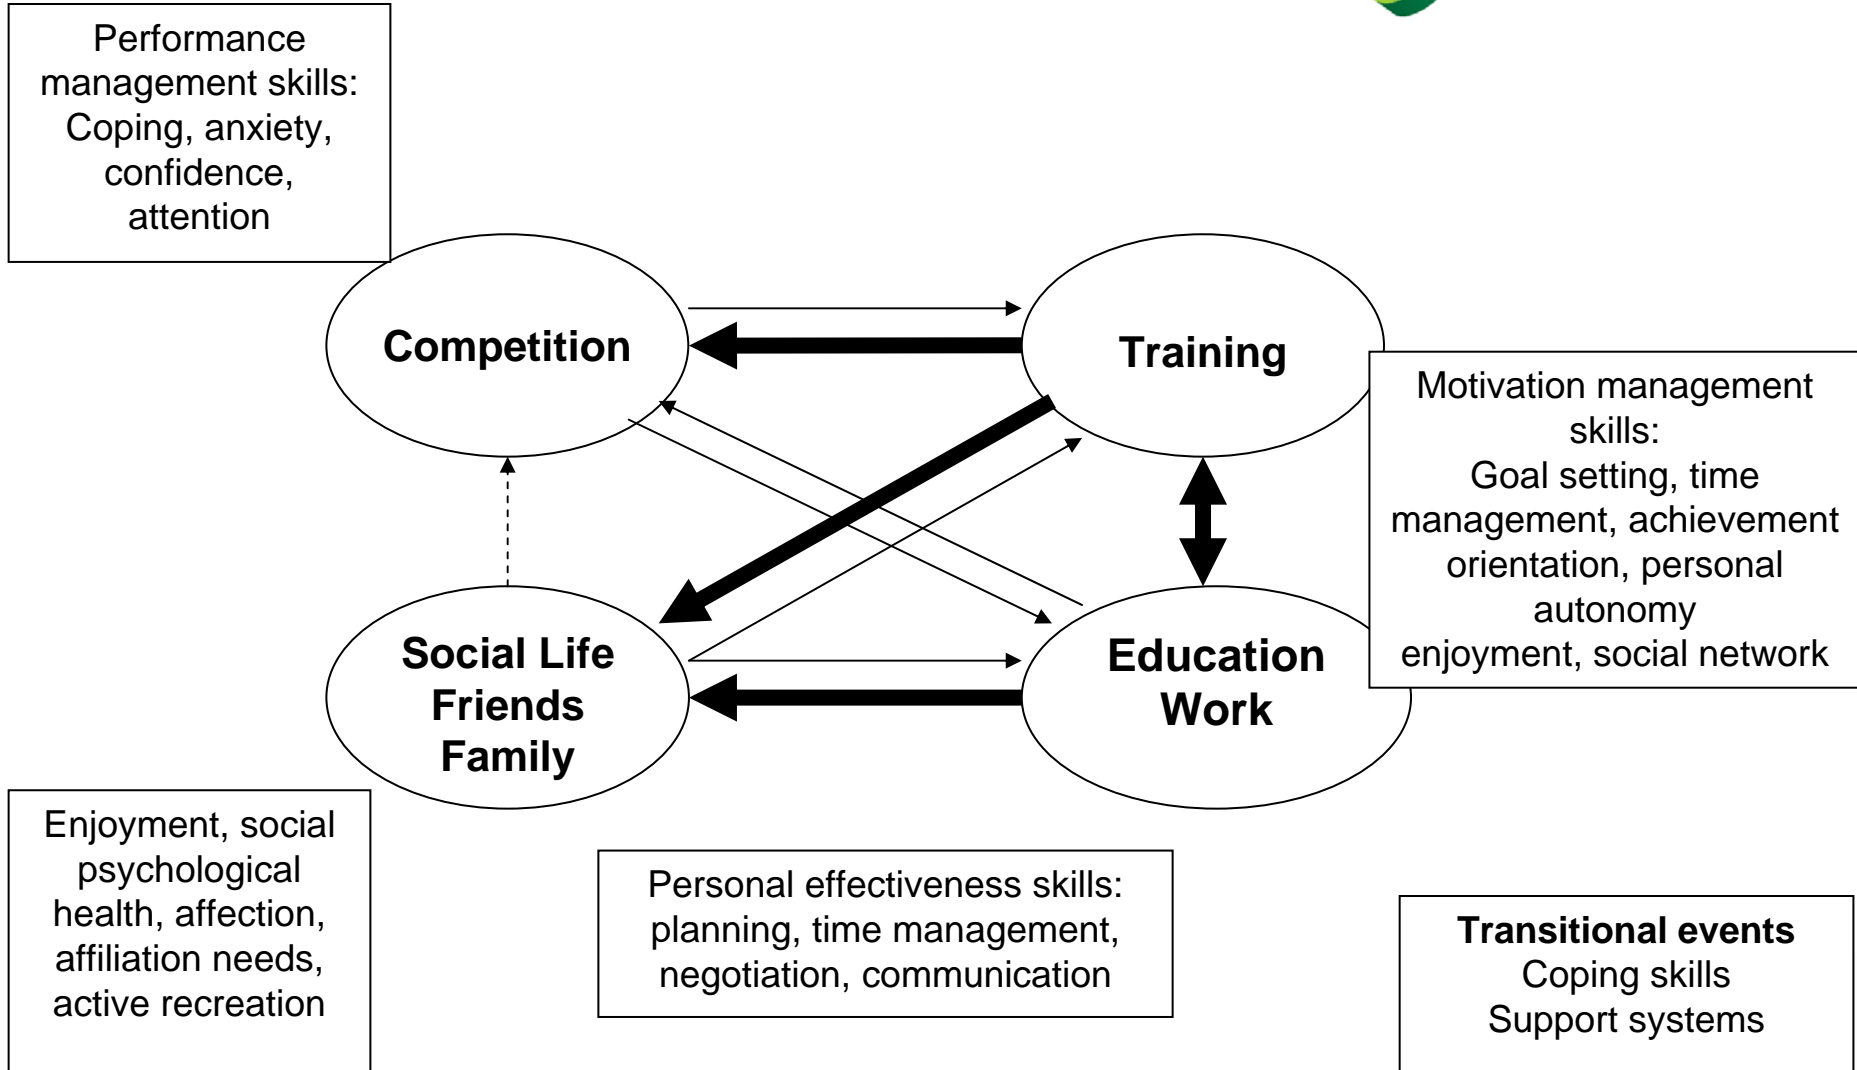 Performance
management skills:
Coping, anxiety,
confidence,
attention
Competition
Training
Motivation management
skills:
Goal setting, time
management, achievement
orientation, personal
autonomy
enjoyment, social network
Social Life
Friends
Family
Education
Work
Enjoyment, social
psychological
health, affection,
affiliation needs,
active recreation
Personal effectiveness skills:
planning, time management,
negotiation, communication
Transitional events
Coping skills
Support systems